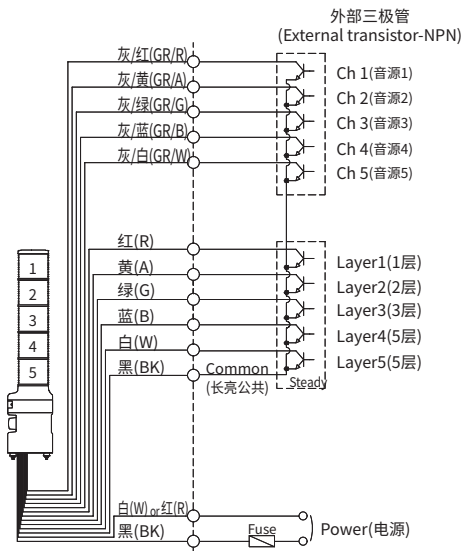 外部三极管
(External transistor-NPN)
灰/红(GR/R)
灰/黄(GR/A)
灰/绿(GR/G)
灰/蓝(GR/B)
灰/白(GR/W)
Ch 1(音源1)
Ch 2(音源2)
Ch 3(音源3)
Ch 4(音源4)
Ch 5(音源5)
红(R)
黄(A)
绿(G)
蓝(B)
白(W)
黑(BK)
Common
(长亮公共)
Steady
Layer1(1层)
Layer2(2层)
Layer3(3层)
Layer4(5层)
Layer5(5层)
1
2
3
4
5
白(W) or 红(R)
黑(BK)
Fuse
Power(电源)